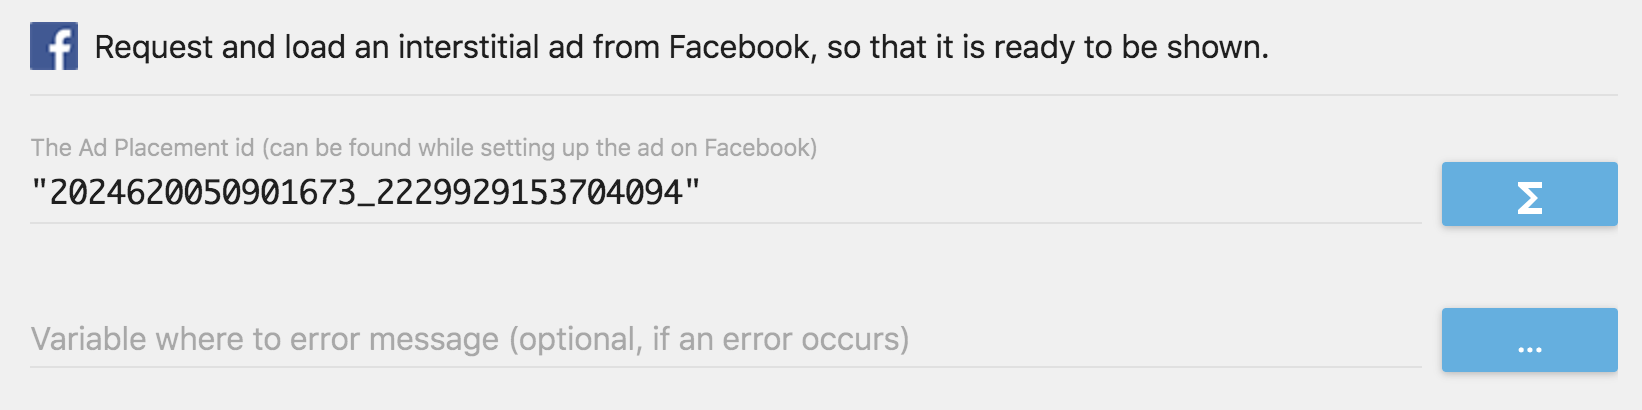 Request and load an interstitial ad from Facebook, so that it is ready to be shown.
The Ad Placement id (can be found while setting up the ad on Facebook)
"2024620050901673_2229929153704094"
Σ
Variable where to error message (optional, if an error occurs)
...